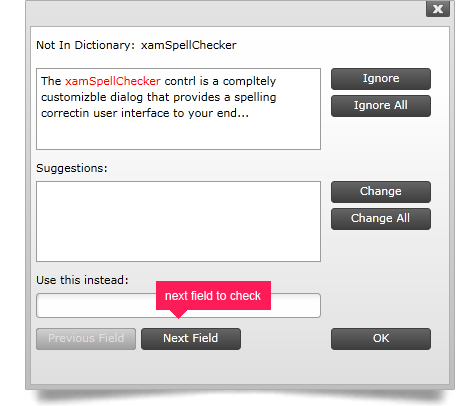 Not In Dictionary: xamSpellChecker
The xamSpellChecker contrl is a compltely
customizble dialog that provides a spelling
correctin user interface to your end...
Ignore
Ignore All
Suggestions:
Change
Change All
Use this instead:
next field to check
Previous Field
Next Field
OK